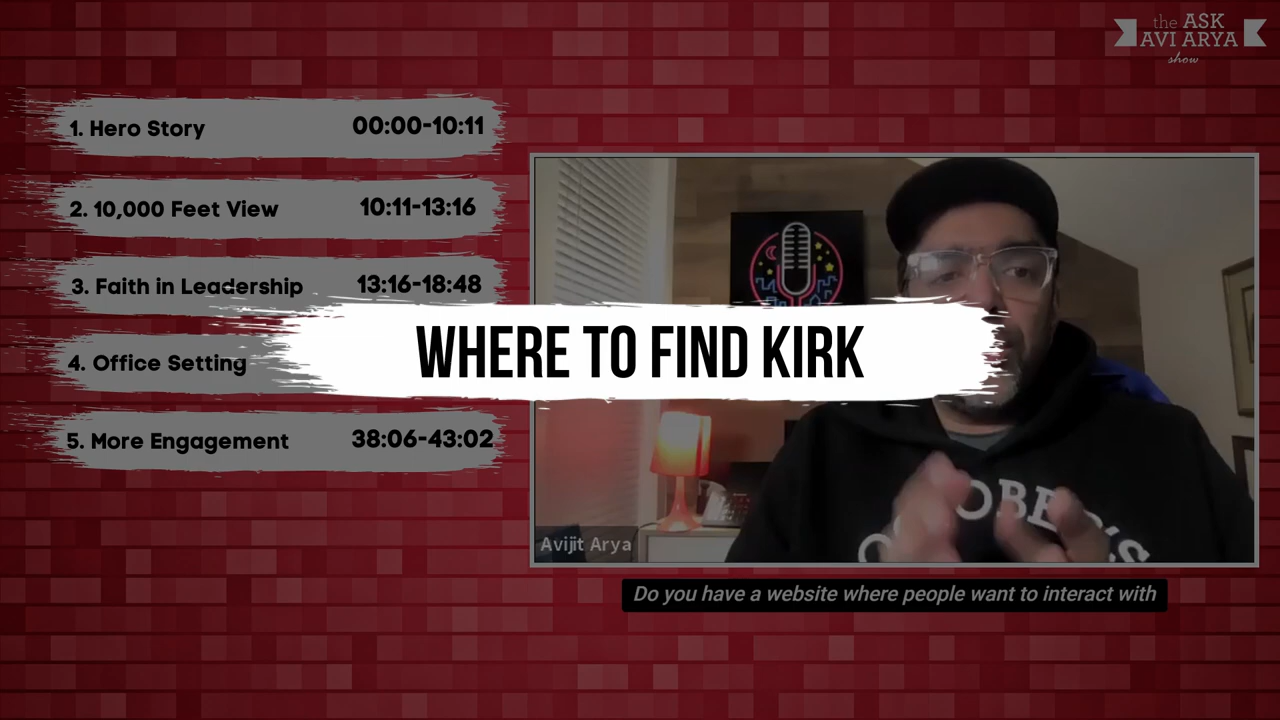 the ASK
AVI ARYA
show
1. Hero Story 00:00-10:11
2. 10,000 Feet View 10:11-13:16
3. Faith in Leadership 13:16-18:48
WHERE TO FIND KIRK
4. Office Setting
5. More Engagement 38:06-43:02
Avijit Arya
Do you have a website where people want to interact with